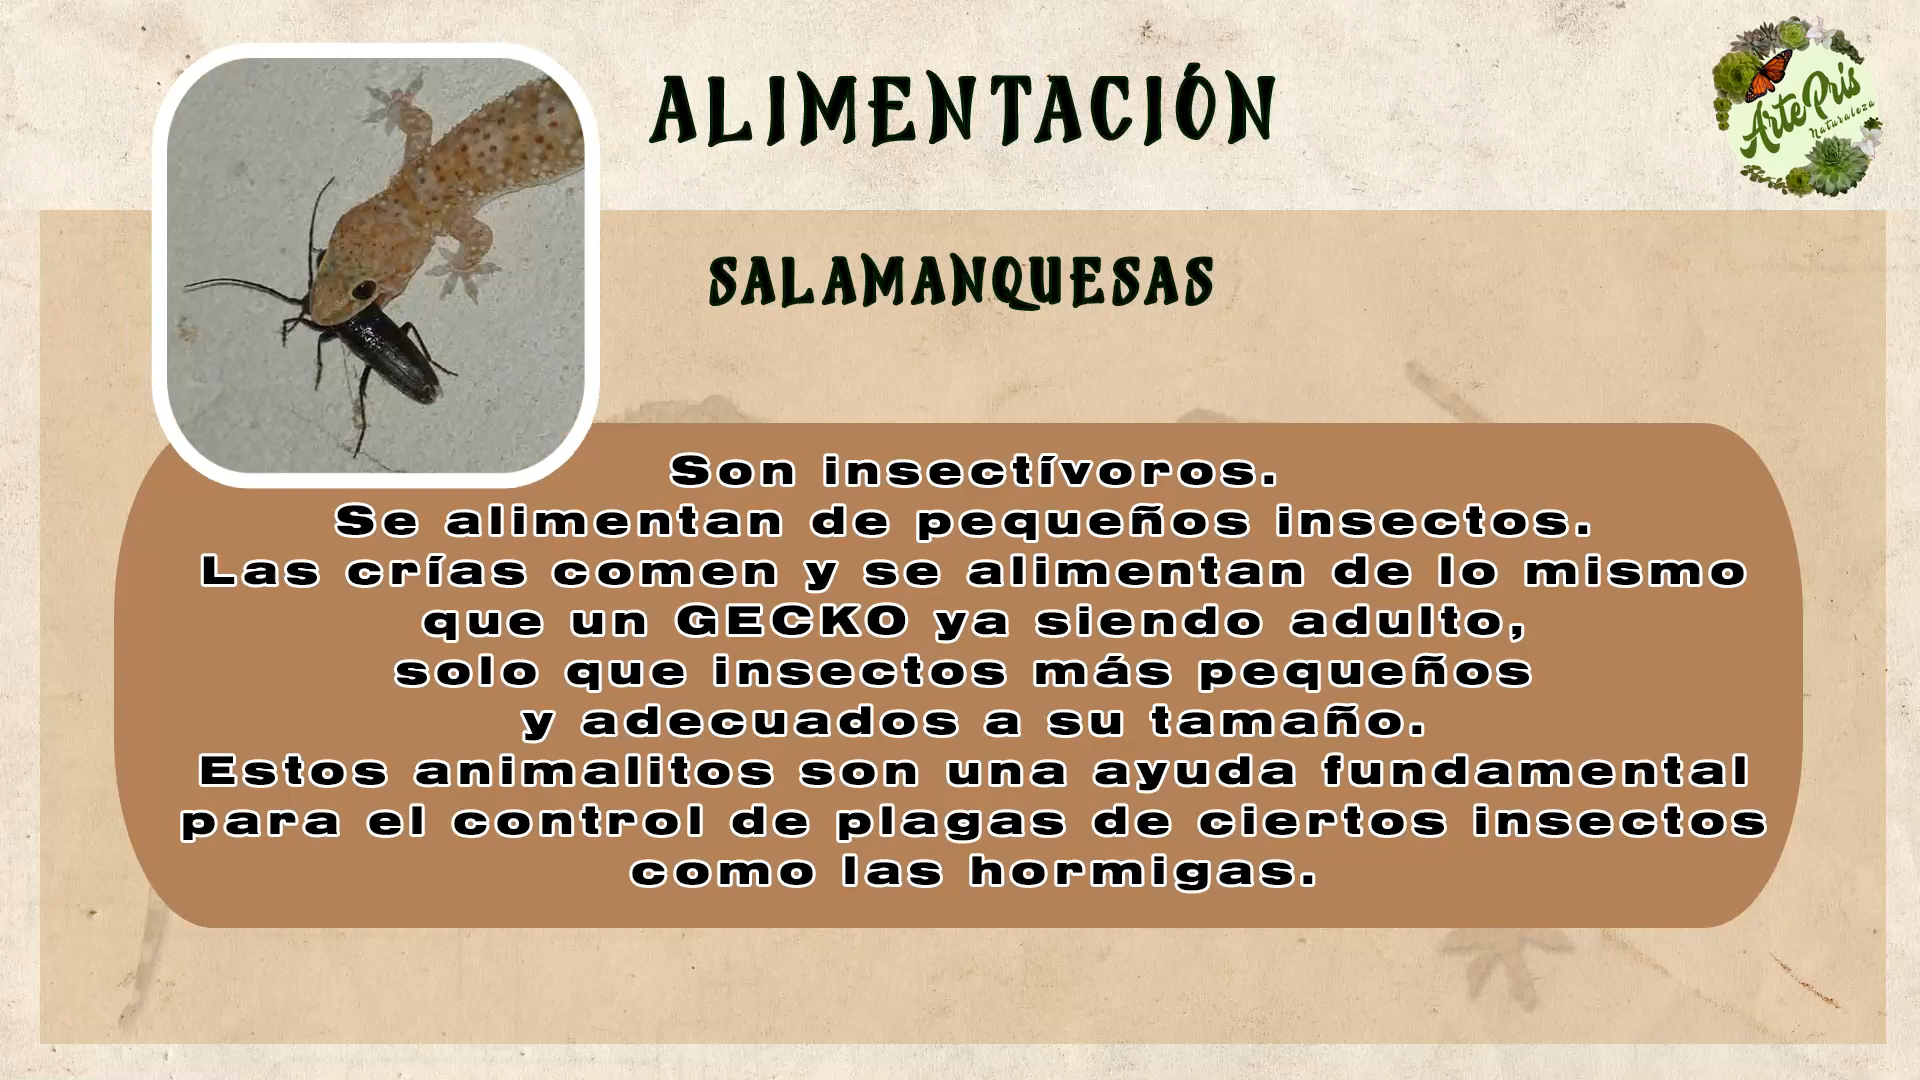 ALIMENTACIÓN
ArtePris
Naturaleza
SALAMANQUESAS
Son insectívoros.
Se alimentan de pequeños insectos.
Las crías comen y se alimentan de lo mismo
que un GECKO ya siendo adulto,
solo que insectos más pequeños
y adecuados a su tamaño.
Estos animalitos son una ayuda fundamental
para el control de plagas de ciertos insectos
como las hormigas.